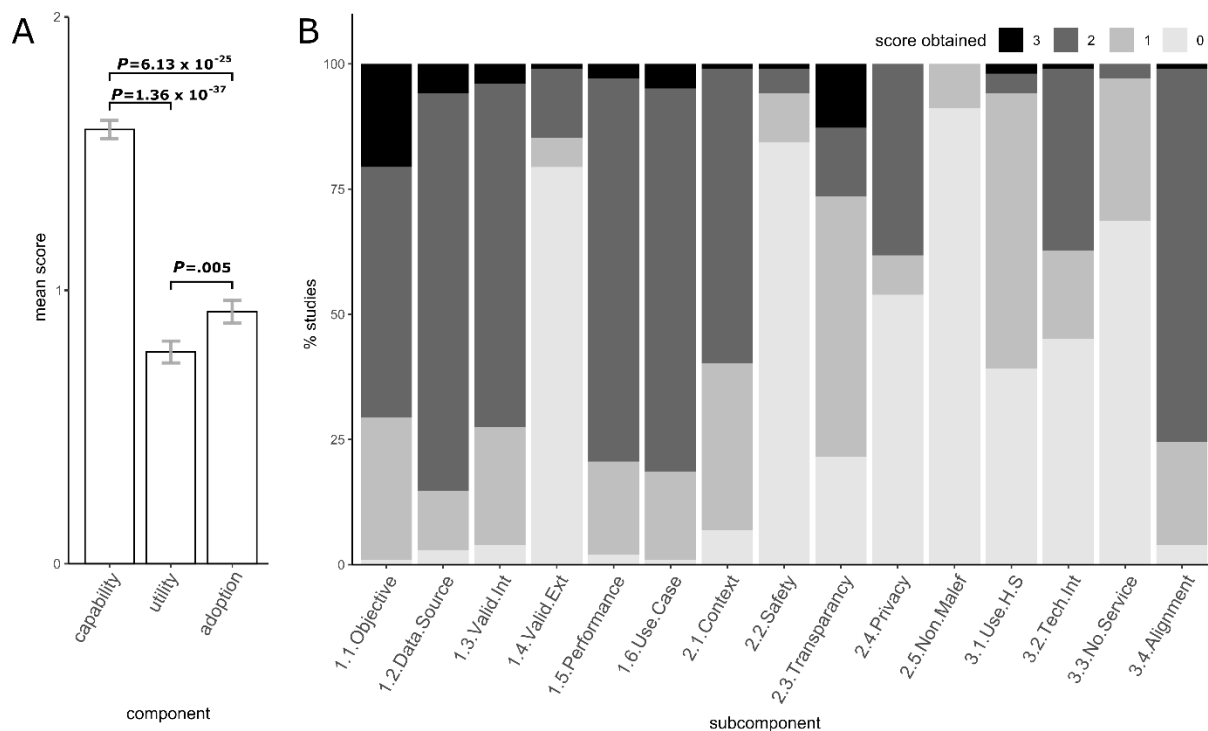 A
2
1
0
mean score
P=6.13 x 10-25
P=1.36 x 10-37
P=.005
capability
utility
adoption
component
B
score obtained 3 2 1 0
100
75
50
25
0
% studies
1.1.Objective
1.2.Data.Source
1.3.Valid.Int
1.4.Valid.Ext
1.5.Performance
1.6.Use.Case
2.1.Context
2.2.Safety
2.3.Transparancy
2.4.Privacy
2.5.Non.Malef
3.1.Use.H.S
3.2.Tech.Int
3.3.No.Service
3.4.Alignment
subcomponent